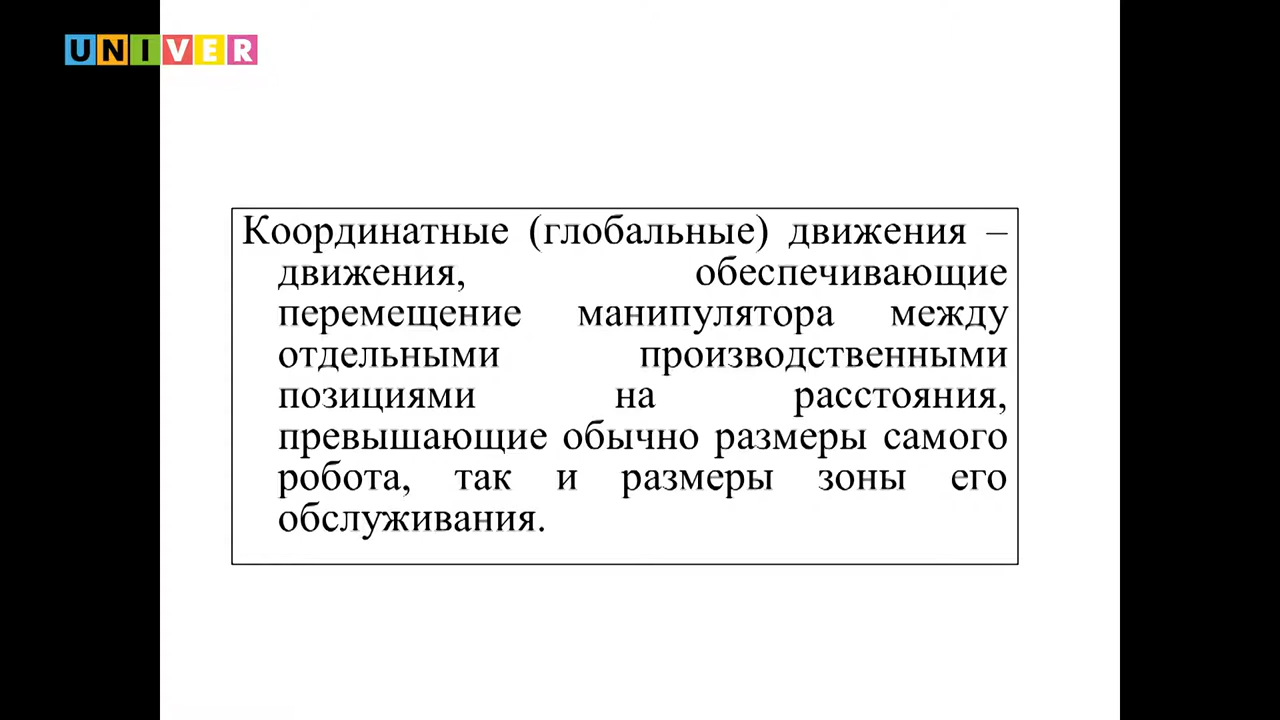 UNIVER
Координатные (глобальные) движения –
движения, обеспечивающие
перемещение манипулятора между
отдельными производственными
позициями на расстояния,
превышающие обычно размеры самого
робота, так и размеры зоны его
обслуживания.